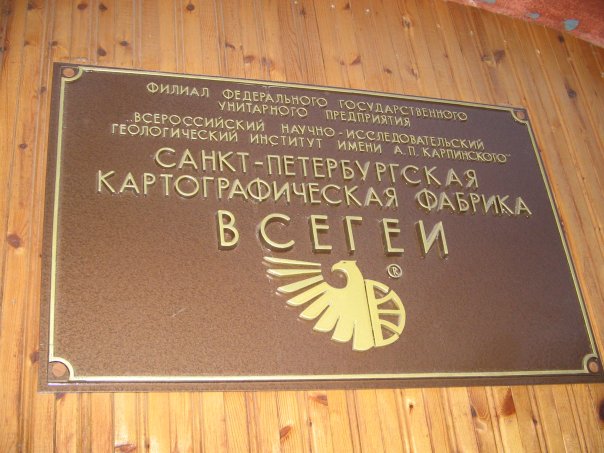 ФИЛИАЛ ФЕДЕРАЛЬНОГО ГОСУДАРСТВЕННОГО
УНИТАРНОГО ПРЕДПРИЯТИЯ
„ВСЕРОССИЙСКИЙ НАУЧНО-ИССЛЕДОВАТЕЛЬСКИЙ
ГЕОЛОГИЧЕСКИЙ ИНСТИТУТ ИМЕНИ А.П. КАРПИНСКОГО"
САНКТ-ПЕТЕРБУРГСКАЯ
КАРТОГРАФИЧЕСКАЯ ФАБРИКА
ВСЕГЕИ
®